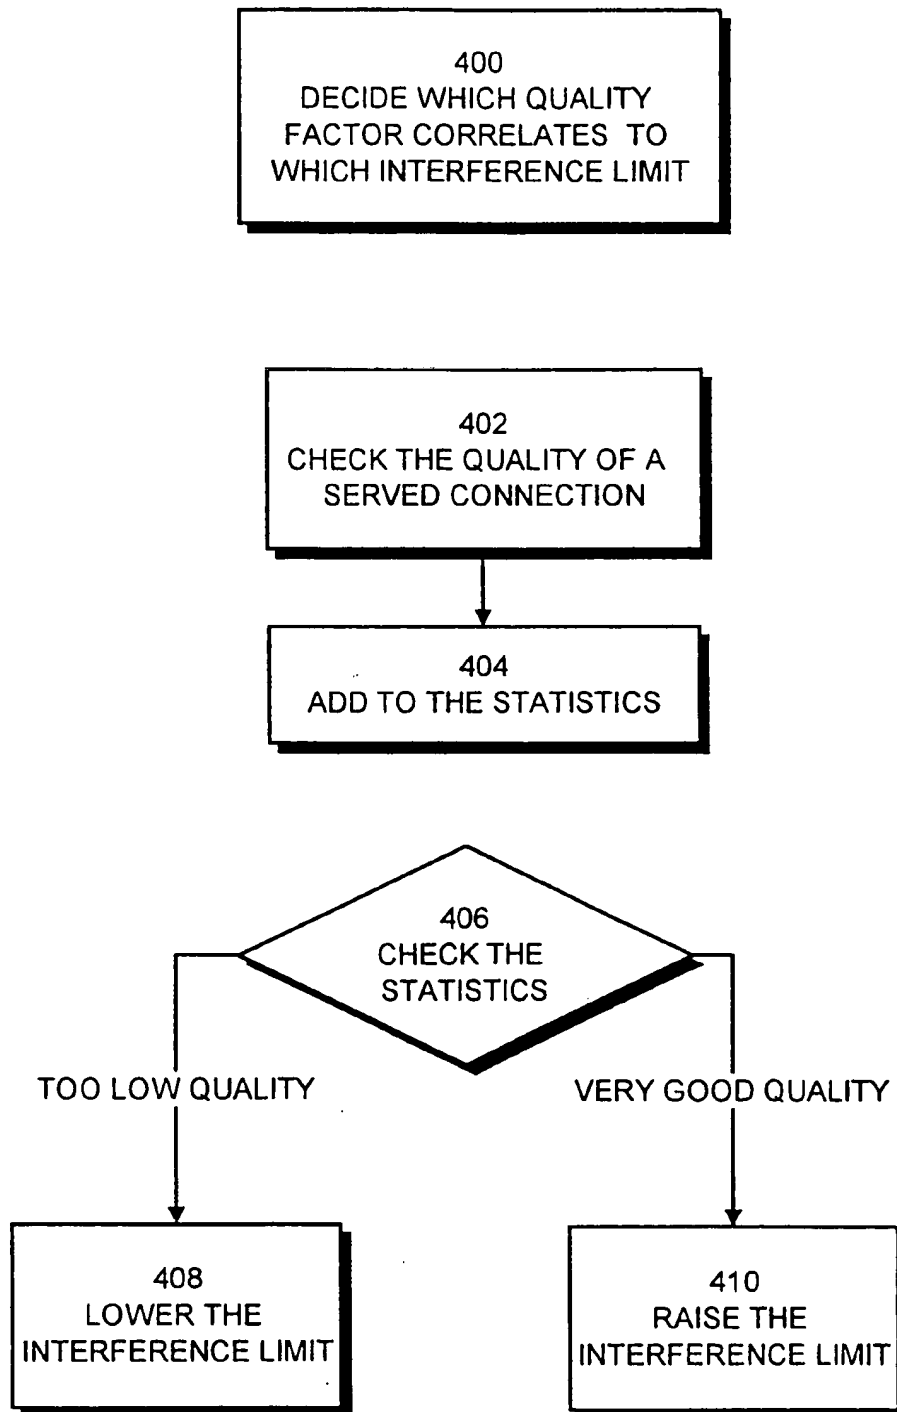 400
DECIDE WHICH QUALITY
FACTOR CORRELATES TO
WHICH INTERFERENCE LIMIT
402
CHECK THE QUALITY OF A
SERVED CONNECTION
404
ADD TO THE STATISTICS
406
CHECK THE
STATISTICS
TOO LOW QUALITY
VERY GOOD QUALITY
408
LOWER THE
INTERFERENCE LIMIT
410
RAISE THE
INTERFERENCE LIMIT